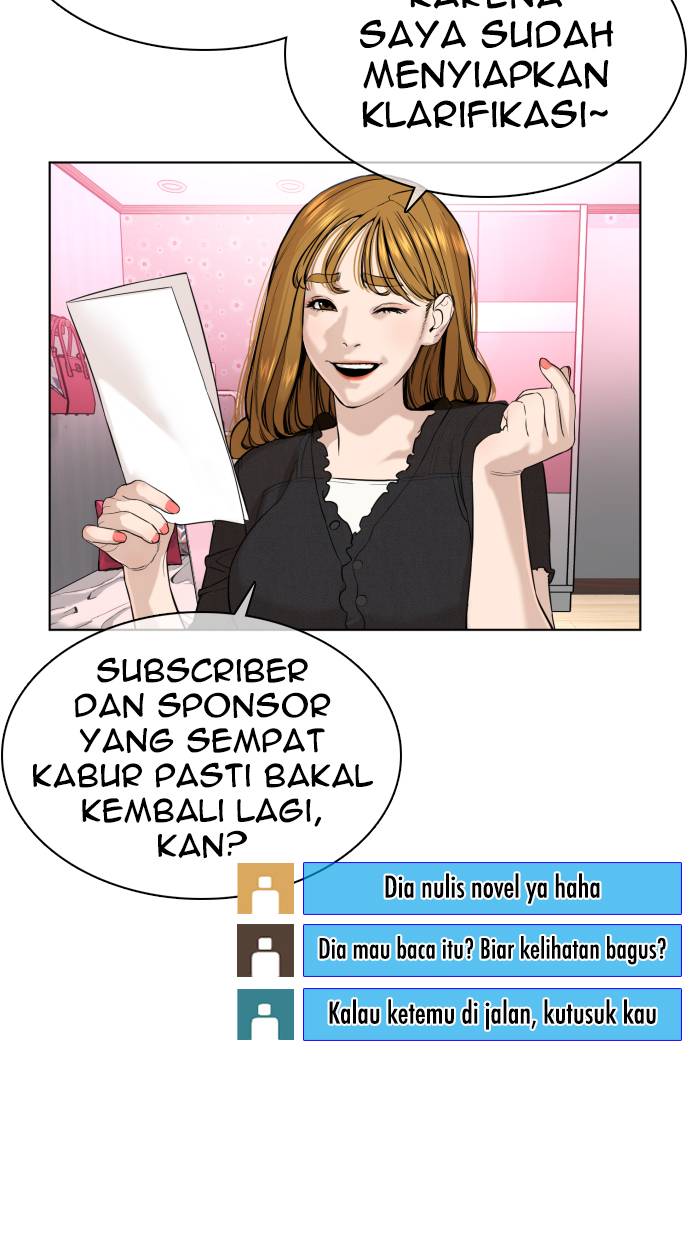 KARENA
SAYA SUDAH
MENYIAPKAN
KLARIFIKASI~
SUBSCRIBER
DAN SPONSOR
YANG SEMPAT
KABUR PASTI BAKAL
KEMBALI LAGI,
KAN?
Dia nulis novel ya haha
Dia mau baca itu? Biar kelihatan bagus?
Kalau ketemu di jalan, kutusuk kau